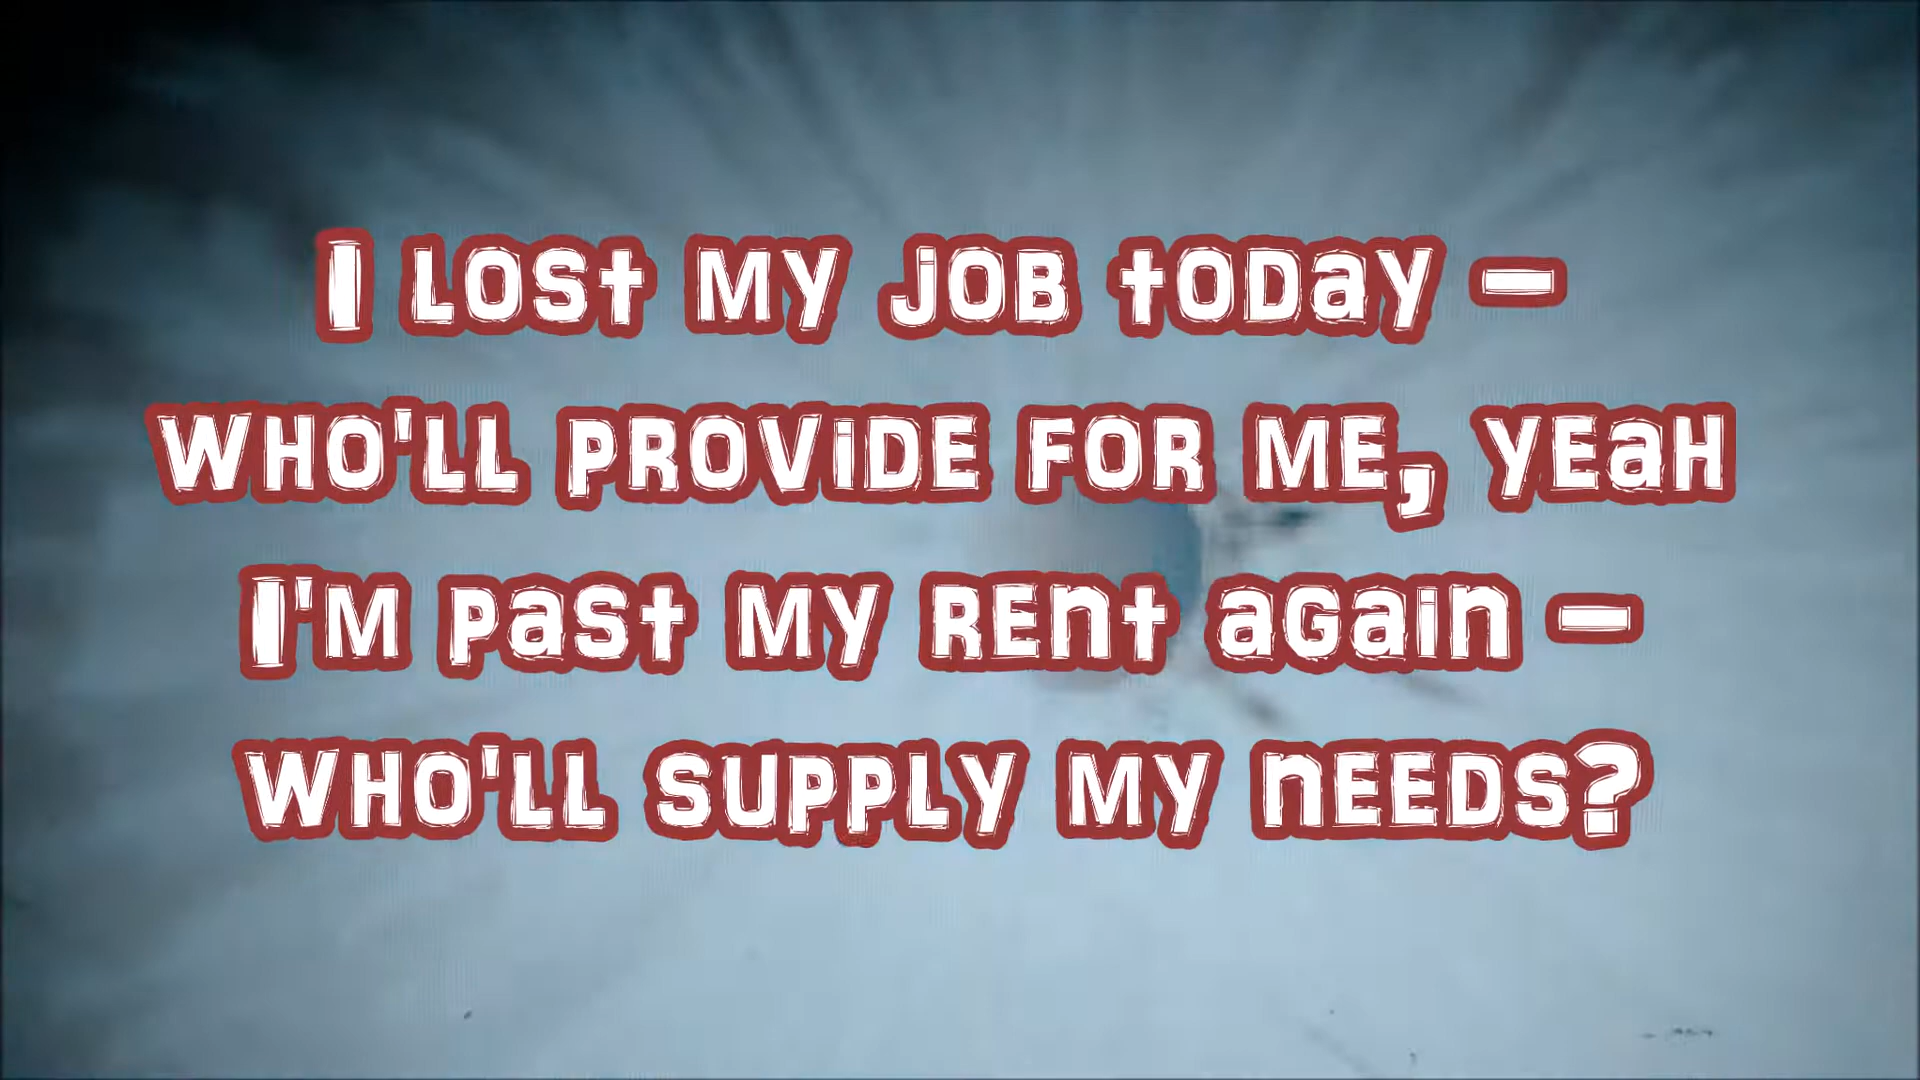 I LOST MY JOB TODAY –
WHO'LL PROVIDE FOR ME, YEAH
I'M PAST MY RENT AGAIN –
WHO'LL SUPPLY MY NEEDS?